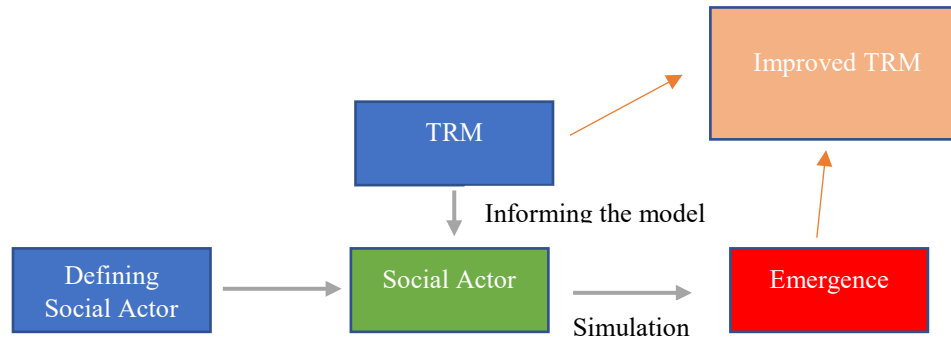 Improved TRM
TRM
Informing the model
Defining
Social Actor
Social Actor
Emergence
Simulation